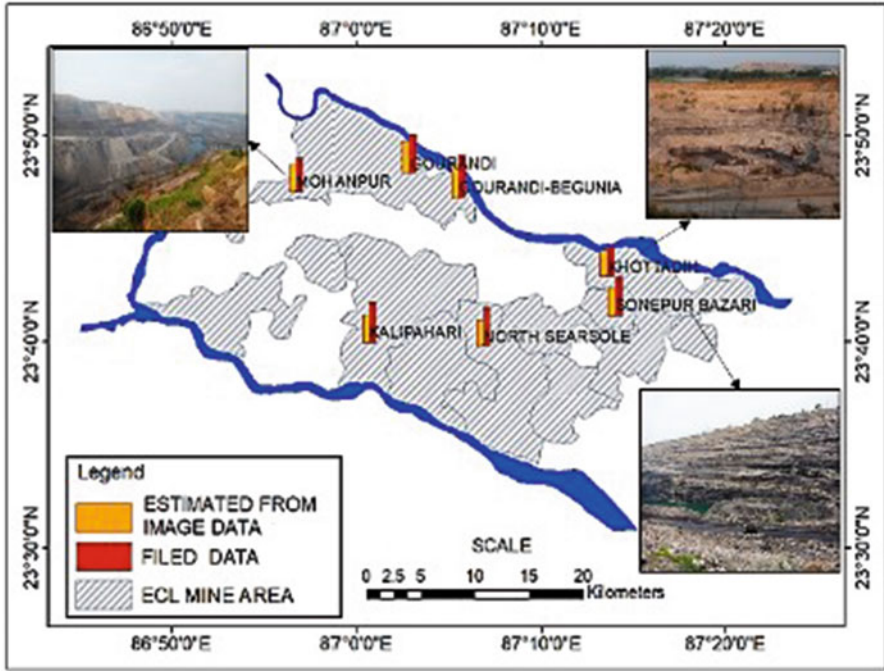 86°50'0"E 87°0'0"E 87°10'0"E 87°20'0"E
23°50'0"N 23°50'0"N
GOURANDI
MOHANPUR
GOURANDI-BEGUNIA
KHOTTADIH
SONEPUR BAZARI
KALIPAHARI
NORTH SEARSOLE
23°40'0"N 23°40'0"N
Legend
ESTIMATED FROM
IMAGE DATA
FILED DATA
ECL MINE AREA
SCALE
0 2.5 5 10 15 20
Kilometers
23°30'0"N 23°30'0"N
86°50'0"E 87°0'0"E 87°10'0"E 87°20'0"E